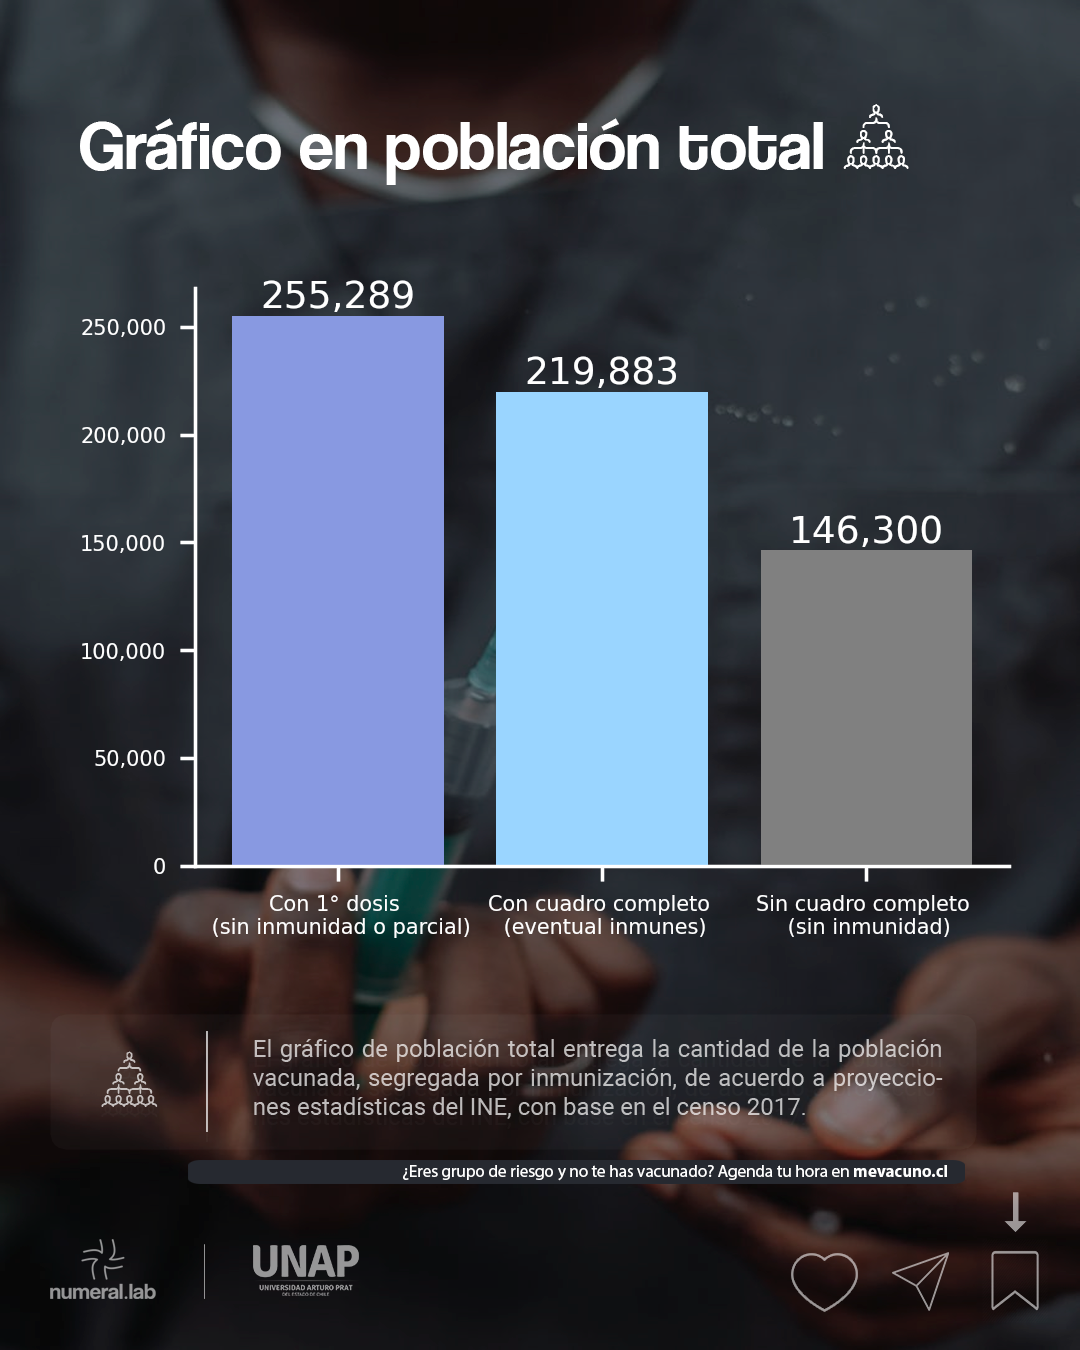 Gráfico en población total
255,289
219,883
146,300
250,000
200,000
150,000
100,000
50,000
0
Con 1° dosis
(sin inmunidad o parcial)
Con cuadro completo
(eventual inmunes)
Sin cuadro completo
(sin inmunidad)
El gráfico de población total entrega la cantidad de la población
vacunada, segregada por inmunización, de acuerdo a proyeccio-
nes estadísticas del INE, con base en el censo 2017.
¿Eres grupo de riesgo y no te has vacunado? Agenda tu hora en mevacuno.cl
numeral.lab
UNAP
UNIVERSIDAD ARTURO PRAT
DEL ESTADO DE CHILE